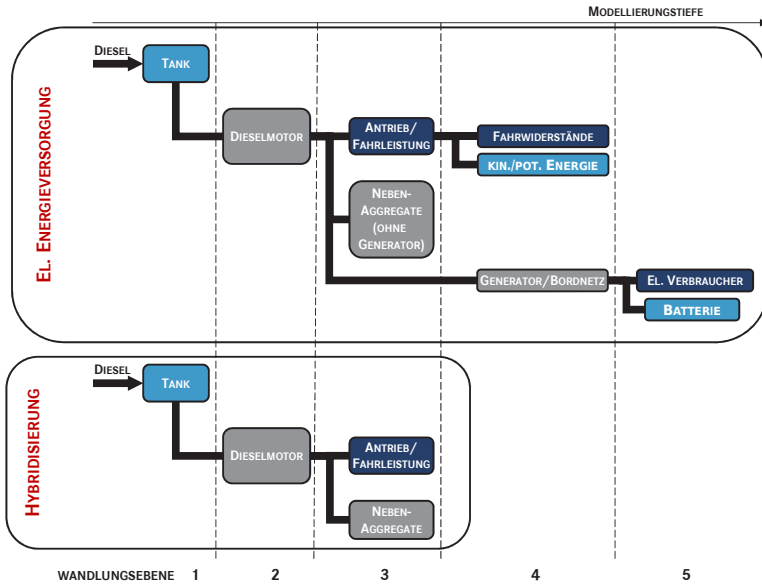 MODELLIERUNGSTIEFE
EL. ENERGIEVERSORGUNG
DIESEL
TANK
DIESELMOTOR
ANTRIEB/
FAHRLEISTUNG
FAHRWIDERSTÄNDE
KIN./POT. ENERGIE
NEBEN-
AGGREGATE
(OHNE
GENERATOR)
GENERATOR/BORDNETZ
EL. VERBRAUCHER
BATTERIE
HYBRIDISIERUNG
DIESEL
TANK
DIESELMOTOR
ANTRIEB/
FAHRLEISTUNG
NEBEN-
AGGREGATE
WANDLUNGSEBENE 1 2 3 4 5